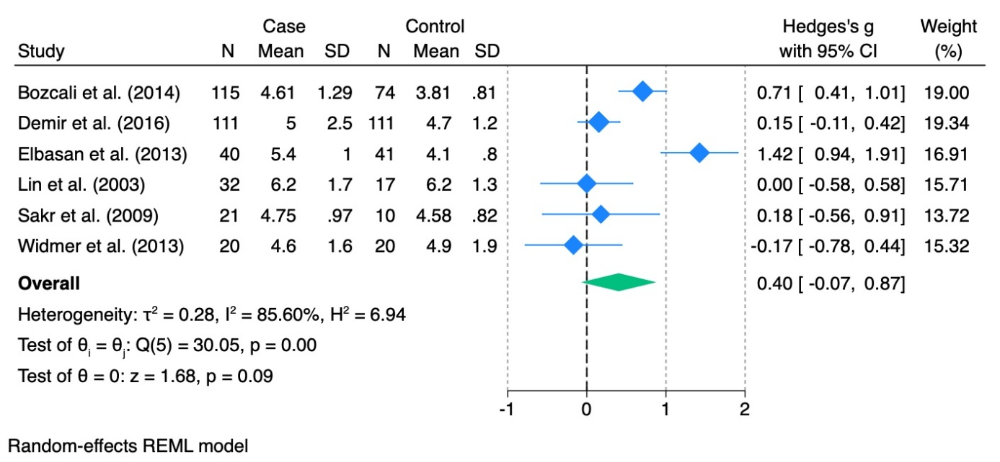 Case Control Hedges's g Weight
Study N Mean SD N Mean SD with 95% CI (%)
Bozcali et al. (2014) 115 4.61 1.29 74 3.81 .81 0.71 [ 0.41, 1.01] 19.00
Demir et al. (2016) 111 5 2.5 111 4.7 1.2 0.15 [ -0.11, 0.42] 19.34
Elbasan et al. (2013) 40 5.4 1 41 4.1 .8 1.42 [ 0.94, 1.91] 16.91
Lin et al. (2003) 32 6.2 1.7 17 6.2 1.3 0.00 [ -0.58, 0.58] 15.71
Sakr et al. (2009) 21 4.75 .97 10 4.58 .82 0.18 [ -0.56, 0.91] 13.72
Widmer et al. (2013) 20 4.6 1.6 20 4.9 1.9 -0.17 [ -0.78, 0.44] 15.32
Overall 0.40 [ -0.07, 0.87]
Heterogeneity: τ² = 0.28, I² = 85.60%, H² = 6.94
Test of θᵢ = θⱼ: Q(5) = 30.05, p = 0.00
Test of θ = 0: z = 1.68, p = 0.09
-1 0 1 2
Random-effects REML model